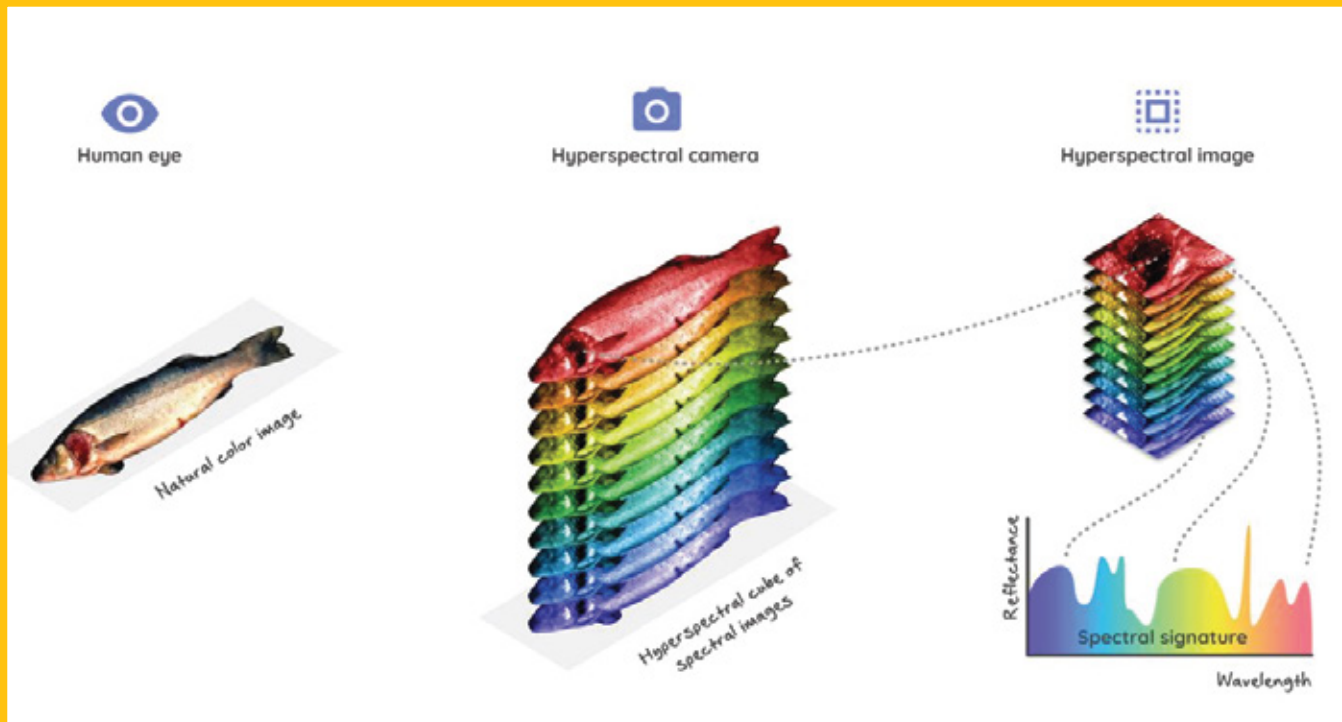 Human eye
Hyperspectral camera
Hyperspectral image
Natural color image
Hyperspectral cube of
spectral images
Reflectance
Spectral signature
Wavelength